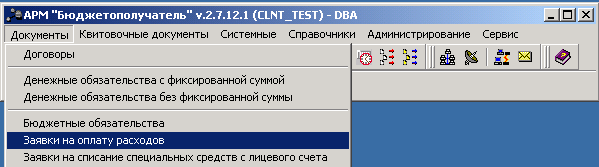 АРМ "Бюджетополучатель" v.2.7.12.1 (CLNT_TEST) - DBA
Документы Квитовочные документы Системные Справочники Администрирование Сервис
Договоры
Денежные обязательства с фиксированной суммой
Денежные обязательства без фиксированной суммы
Бюджетные обязательства
Заявки на оплату расходов
Заявки на списание специальных средств с лицевого счета